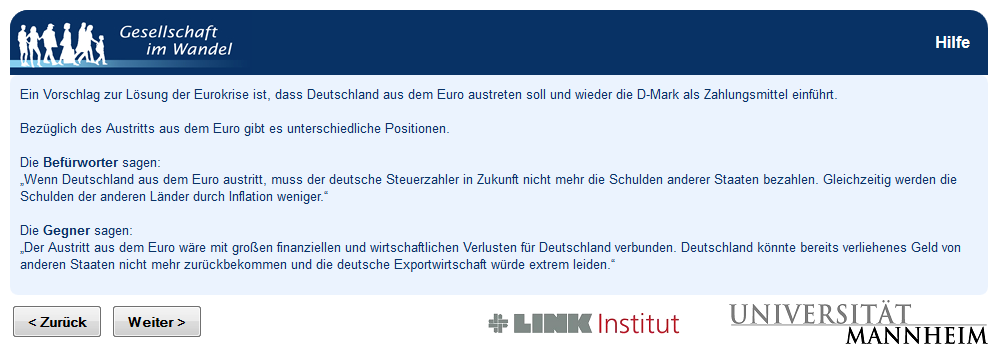 Gesellschaft
im Wandel
Hilfe
Ein Vorschlag zur Lösung der Eurokrise ist, dass Deutschland aus dem Euro austreten soll und wieder die D-Mark als Zahlungsmittel einführt.
Bezüglich des Austritts aus dem Euro gibt es unterschiedliche Positionen.
Die Befürworter sagen:
„Wenn Deutschland aus dem Euro austritt, muss der deutsche Steuerzahler in Zukunft nicht mehr die Schulden anderer Staaten bezahlen. Gleichzeitig werden die
Schulden der anderen Länder durch Inflation weniger.“
Die Gegner sagen:
„Der Austritt aus dem Euro wäre mit großen finanziellen und wirtschaftlichen Verlusten für Deutschland verbunden. Deutschland könnte bereits verliehenes Geld von
anderen Staaten nicht mehr zurückbekommen und die deutsche Exportwirtschaft würde extrem leiden.“
< Zurück
Weiter >
LINK Institut
UNIVERSITÄT
MANNHEIM